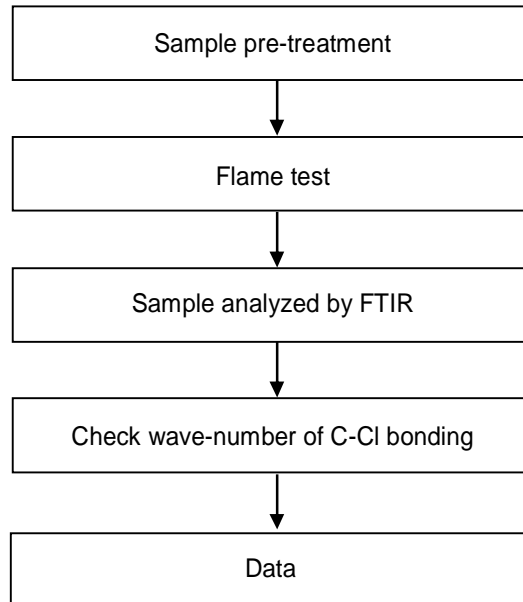 Sample pre-treatment
Flame test
Sample analyzed by FTIR
Check wave-number of C-Cl bonding
Data